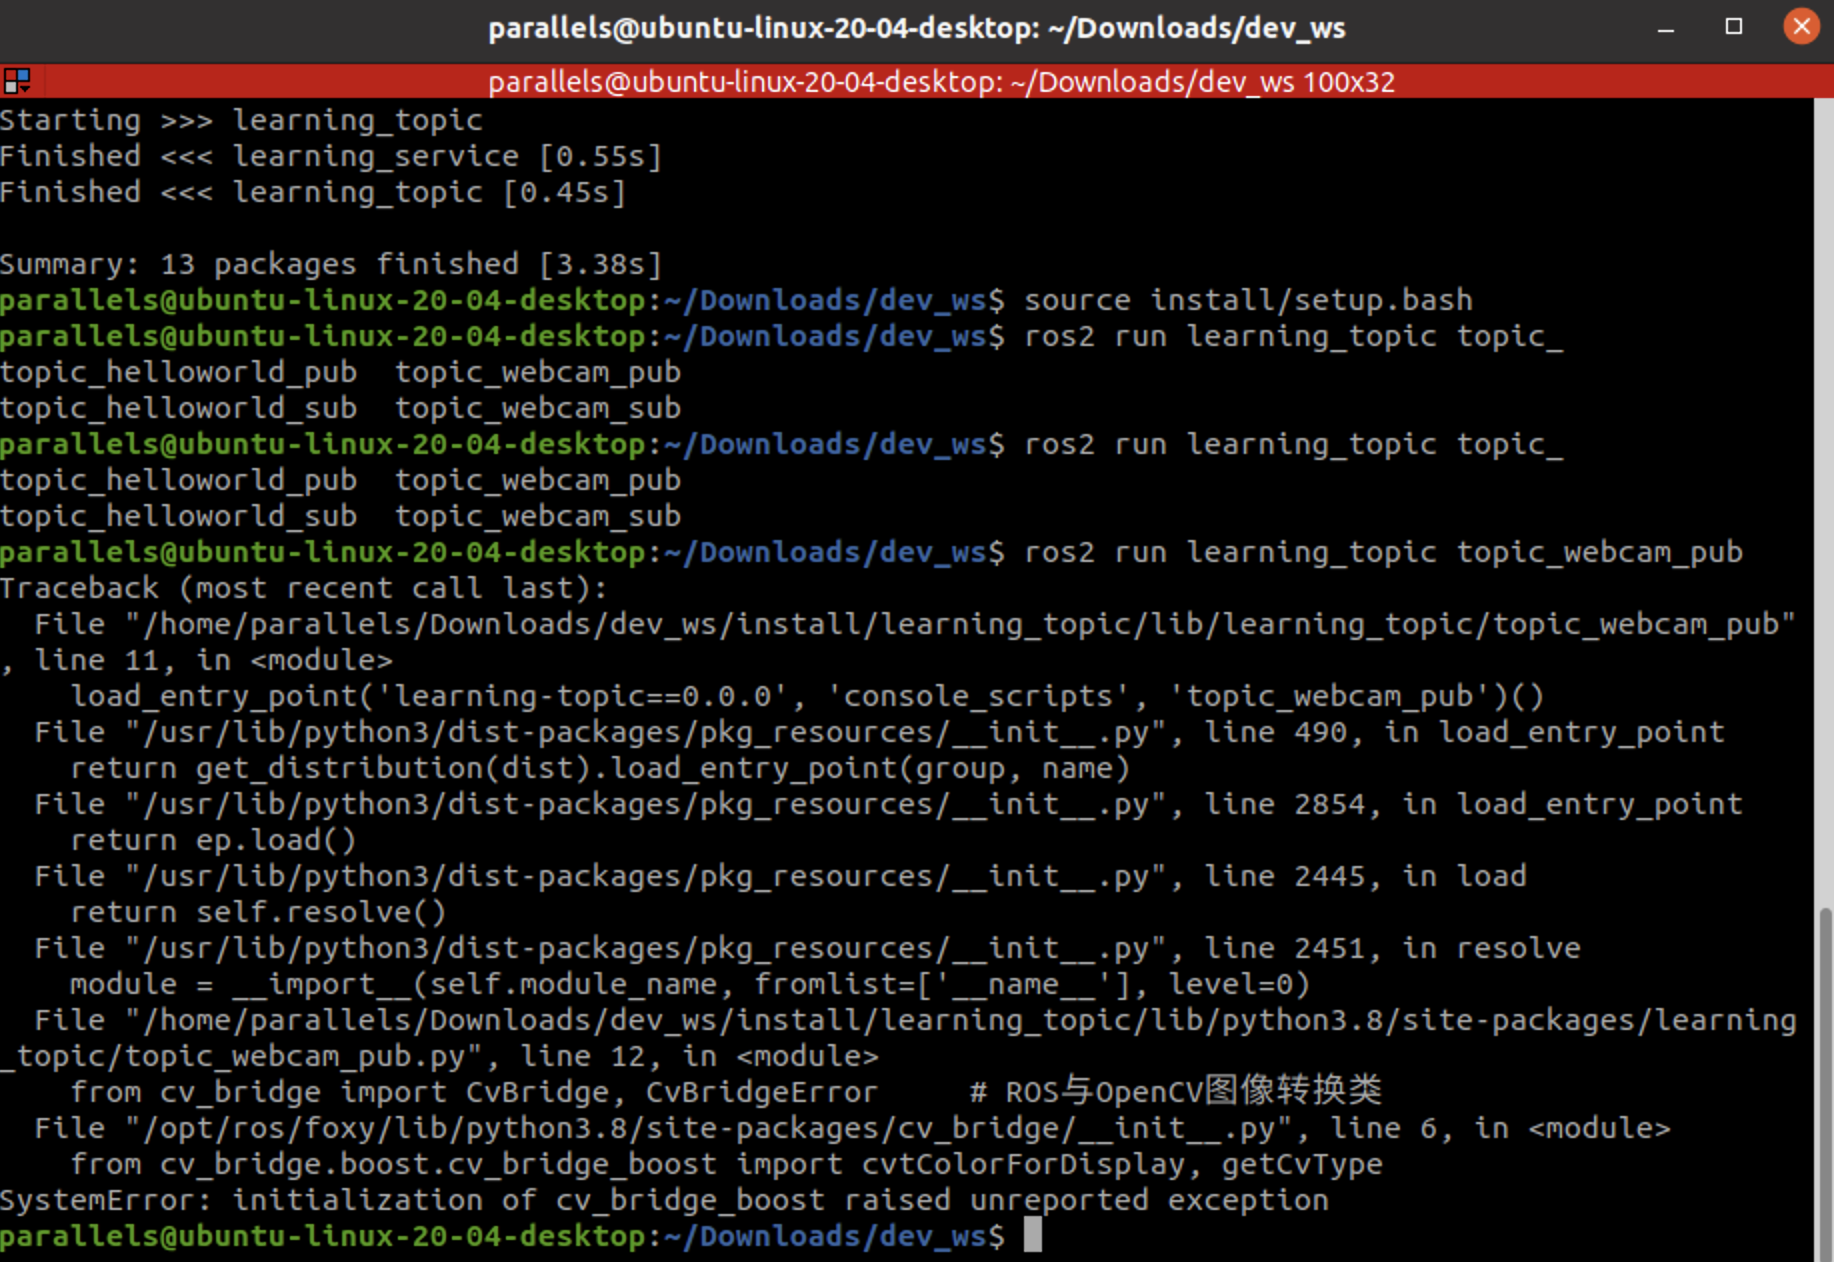 parallels@ubuntu-linux-20-04-desktop: ~/Downloads/dev_ws
parallels@ubuntu-linux-20-04-desktop: ~/Downloads/dev_ws 100x32
Starting >>> learning_topic
Finished <<< learning_service [0.55s]
Finished <<< learning_topic [0.45s]
Summary: 13 packages finished [3.38s]
parallels@ubuntu-linux-20-04-desktop:~/Downloads/dev_ws$ source install/setup.bash
parallels@ubuntu-linux-20-04-desktop:~/Downloads/dev_ws$ ros2 run learning_topic topic_
topic_helloworld_pub  topic_webcam_pub
topic_helloworld_sub  topic_webcam_sub
parallels@ubuntu-linux-20-04-desktop:~/Downloads/dev_ws$ ros2 run learning_topic topic_
topic_helloworld_pub  topic_webcam_pub
topic_helloworld_sub  topic_webcam_sub
parallels@ubuntu-linux-20-04-desktop:~/Downloads/dev_ws$ ros2 run learning_topic topic_webcam_pub
Traceback (most recent call last):
  File "/home/parallels/Downloads/dev_ws/install/learning_topic/lib/learning_topic/topic_webcam_pub"
, line 11, in <module>
    load_entry_point('learning-topic==0.0.0', 'console_scripts', 'topic_webcam_pub')()
  File "/usr/lib/python3/dist-packages/pkg_resources/__init__.py", line 490, in load_entry_point
    return get_distribution(dist).load_entry_point(group, name)
  File "/usr/lib/python3/dist-packages/pkg_resources/__init__.py", line 2854, in load_entry_point
    return ep.load()
  File "/usr/lib/python3/dist-packages/pkg_resources/__init__.py", line 2445, in load
    return self.resolve()
  File "/usr/lib/python3/dist-packages/pkg_resources/__init__.py", line 2451, in resolve
    module = __import__(self.module_name, fromlist=['__name__'], level=0)
  File "/home/parallels/Downloads/dev_ws/install/learning_topic/lib/python3.8/site-packages/learning
_topic/topic_webcam_pub.py", line 12, in <module>
    from cv_bridge import CvBridge, CvBridgeError     # ROS与OpenCV图像转换类
  File "/opt/ros/foxy/lib/python3.8/site-packages/cv_bridge/__init__.py", line 6, in <module>
    from cv_bridge.boost.cv_bridge_boost import cvtColorForDisplay, getCvType
SystemError: initialization of cv_bridge_boost raised unreported exception
parallels@ubuntu-linux-20-04-desktop:~/Downloads/dev_ws$